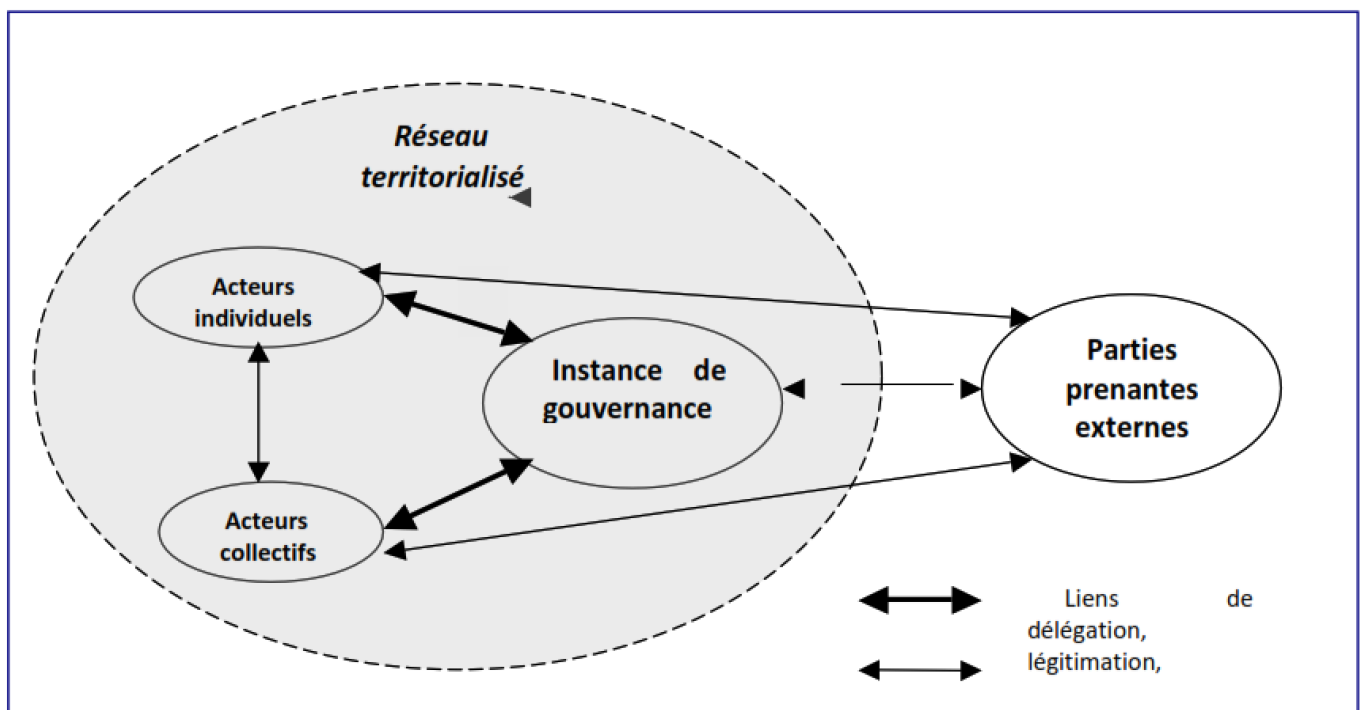 Réseau
territorialisé
Acteurs
individuels
Instance de
gouvernance
Parties
prenantes
externes
Acteurs
collectifs
Liens de
délégation,
légitimation,